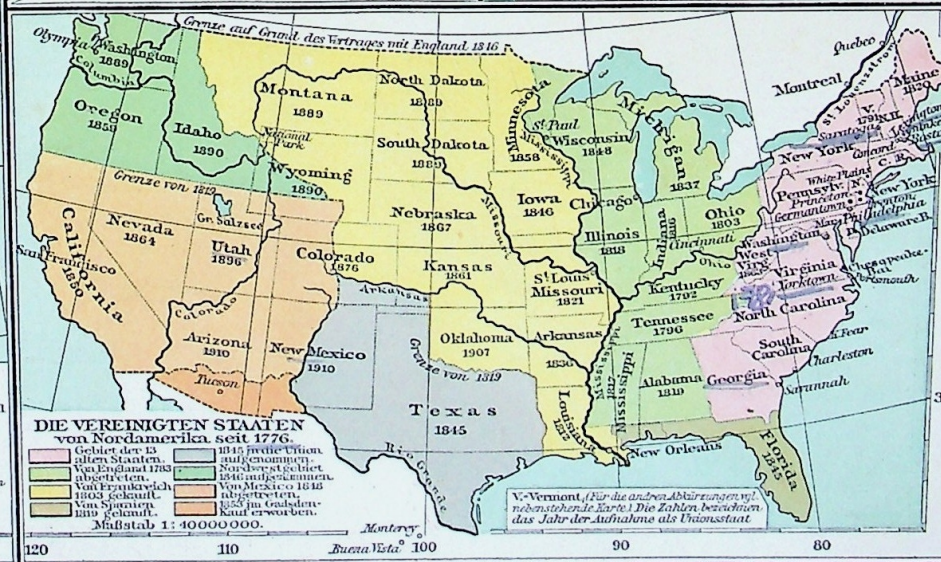 Grenze auf Grund des Vertrages mit England 1846
Olympia
Washington
1889
Columbia
Oregon
1859
Idaho
1890
Montana
1889
National
Park
Wyoming
1890
North Dakota
1889
South Dakota
1889
Nebraska
1867
Kansas
1861
Minnesota
1858
St. Paul
Mississippi
Wisconsin
1848
Michigan
1837
Iowa
1846
Chicago
Illinois
1818
Indiana
1816
Ohio
1803
Cincinnati
Ohio
Missouri
St. Louis
Missouri
1821
Kentucky
1792
Tennessee
1796
Arkansas
1836
Mississippi
Mississippi
1817
Alabama
1819
Georgia
Louisiana
1812
New Orleans
Florida
1845
Quebec
Montreal
St. Lorenzstrom
Maine
1820
V.
1791
N.H.
Saratoga
New York
Concord
C.
R.
White Plains
Pennsylv.
N.
Princeton
Germantown
New York
Trenton
Philadelphia
D.
Delaware B.
Washington
West
Virg.
Virginia
Yorktown
Chesapeake-
Bai
Portsmouth
North Carolina
South
Carolina
C. Fear
Charleston
Savannah
Grenze von 1819
California
1850
San Francisco
Nevada
1864
Gr. Salzsee
Utah
1896
Colorado
1876
Colorado
Arizona
1910
New Mexico
1910
Tucson
Arkansas
Oklahoma
1907
Grenze von 1819
Texas
1845
Rio Grande
Monterey
Buena Vista
DIE VEREINIGTEN STAATEN
von Nordamerika seit 1776.
Gebiet der 13
alten Staaten.
Von England 1783
abgetreten.
Von Frankreich
1803 gekauft.
Von Spanien
1819 gekauft.
1845 in die Union
aufgenommen.
Nordwestgebiet
1846 aufgenommen.
Von Mexico 1848
abgetreten.
1853 im Gadsden-
Kauf erworben.
Maßstab 1:40000000.
V.-Vermont, (Für die andren Abkürzungen vgl.
nebenstehende Karte.) Die Zahlen bezeichnen
das Jahr der Aufnahme als Unionsstaat
120
110
100
90
80
3